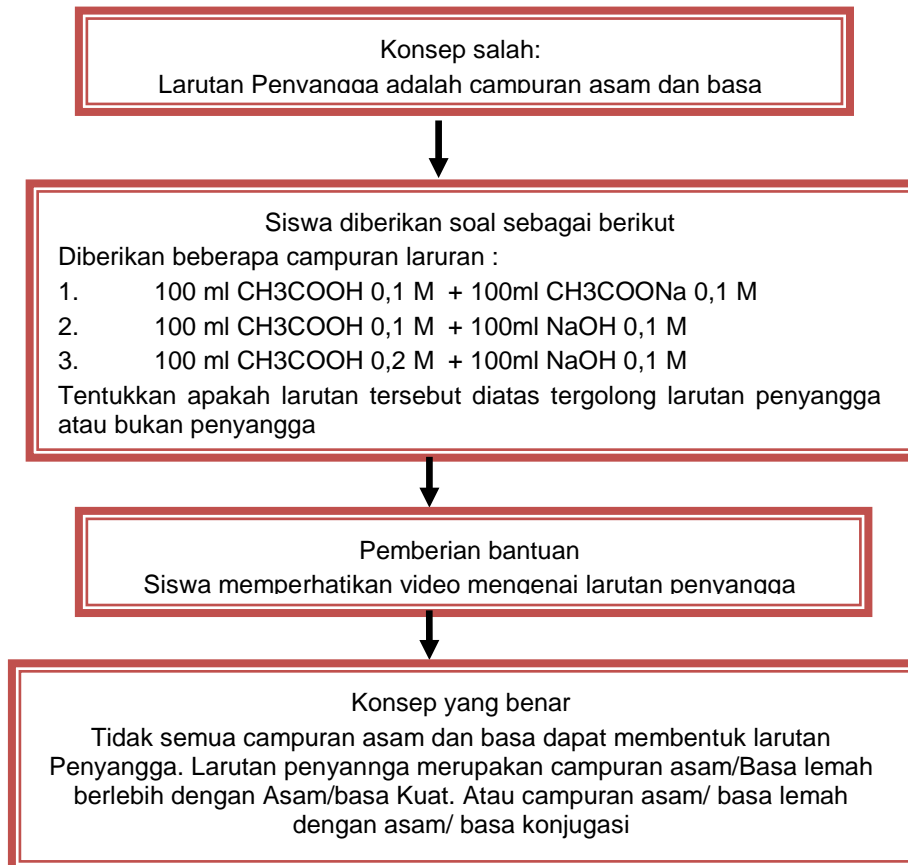 Konsep salah:
Larutan Penyangga adalah campuran asam dan basa
Siswa diberikan soal sebagai berikut
Diberikan beberapa campuran laruran :
1. 100 ml CH3COOH 0,1 M + 100ml CH3COONa 0,1 M
2. 100 ml CH3COOH 0,1 M + 100ml NaOH 0,1 M
3. 100 ml CH3COOH 0,2 M + 100ml NaOH 0,1 M
Tentukkan apakah larutan tersebut diatas tergolong larutan penyangga
atau bukan penyangga
Pemberian bantuan
Siswa memperhatikan video mengenai larutan penyangga
Konsep yang benar
Tidak semua campuran asam dan basa dapat membentuk larutan
Penyangga. Larutan penyannga merupakan campuran asam/Basa lemah
berlebih dengan Asam/basa Kuat. Atau campuran asam/ basa lemah
dengan asam/ basa konjugasi